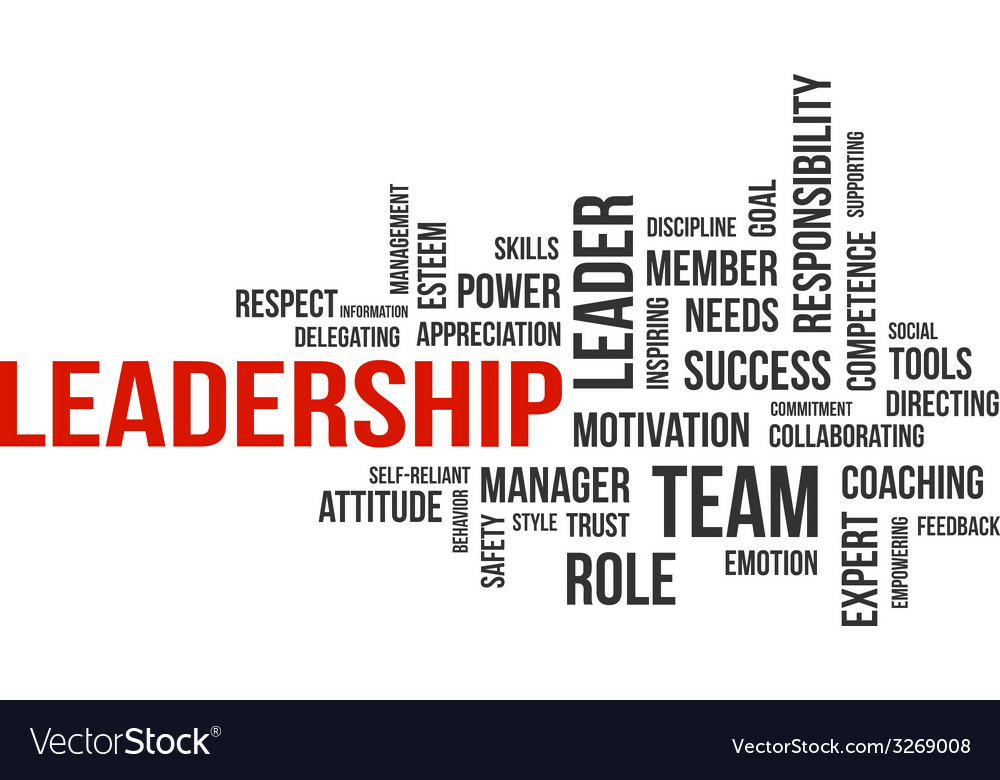 RESPONSIBILITY
SUPPORTING
GOAL
MANAGEMENT
ESTEEM
SKILLS
LEADER
DISCIPLINE
MEMBER
COMPETENCE
POWER
RESPECT
INFORMATION
INSPIRING
NEEDS
DELEGATING
APPRECIATION
SOCIAL
SUCCESS
TOOLS
LEADERSHIP
COMMITMENT
DIRECTING
MOTIVATION
COLLABORATING
SELF-RELIANT
MANAGER
TEAM
COACHING
ATTITUDE
BEHAVIOR
SAFETY
STYLE
TRUST
EXPERT
EMPOWERING
FEEDBACK
ROLE
EMOTION
VectorStock®
VectorStock.com/3269008